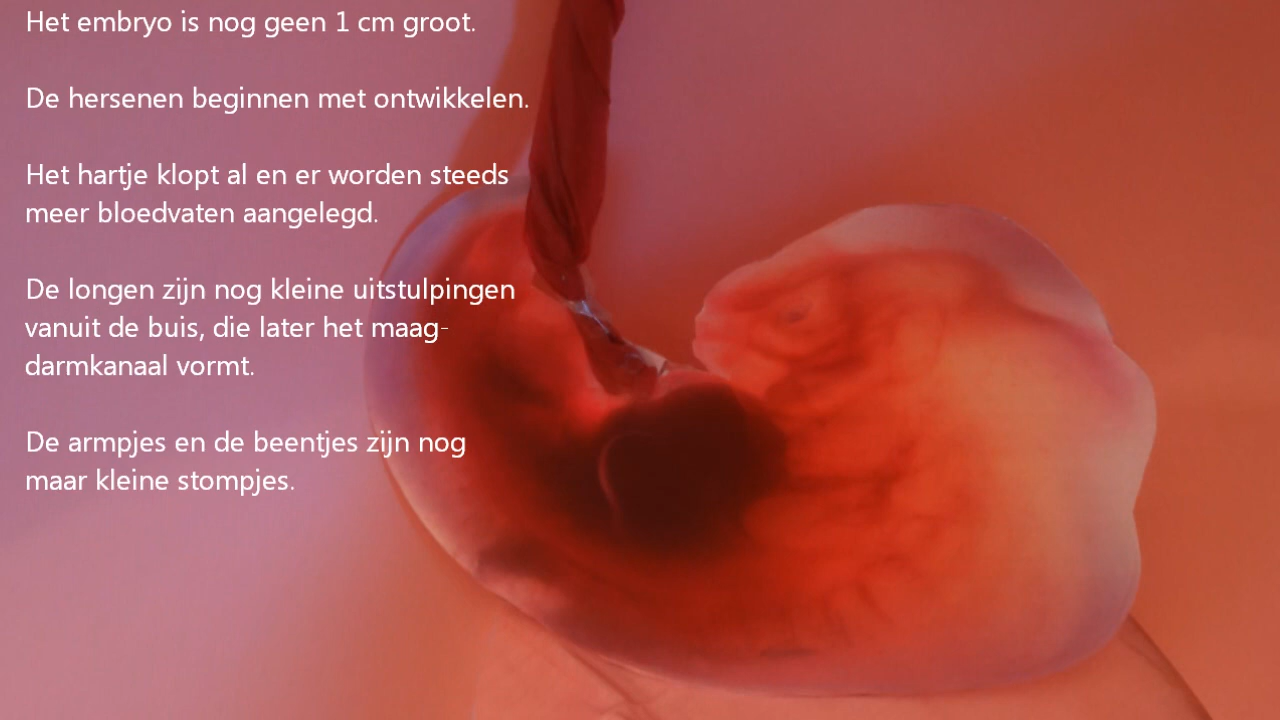 Het embryo is nog geen 1 cm groot.
De hersenen beginnen met ontwikkelen.
Het hartje klopt al en er worden steeds
meer bloedvaten aangelegd.
De longen zijn nog kleine uitstulpingen
vanuit de buis, die later het maag-
darmkanaal vormt.
De armpjes en de beentjes zijn nog
maar kleine stompjes.